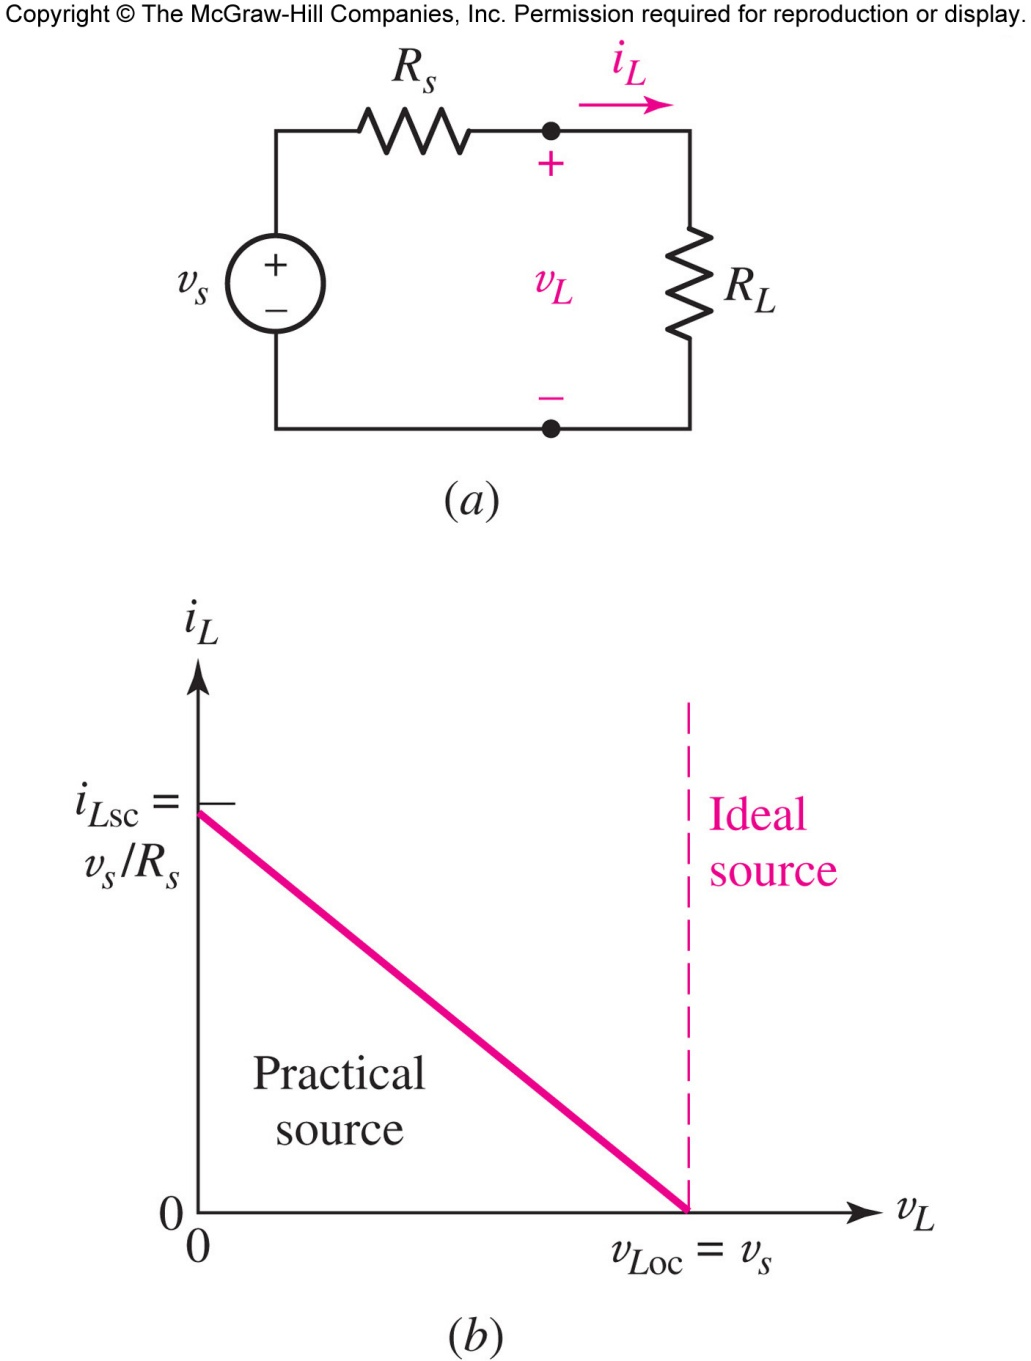 Copyright © The McGraw-Hill Companies, Inc. Permission required for reproduction or display.
Rs
iL
+
vs
+
–
vL
RL
–
(a)
iL
iLsc =
vs/Rs
Ideal
source
Practical
source
0
0
vL
vLoc = vs
(b)